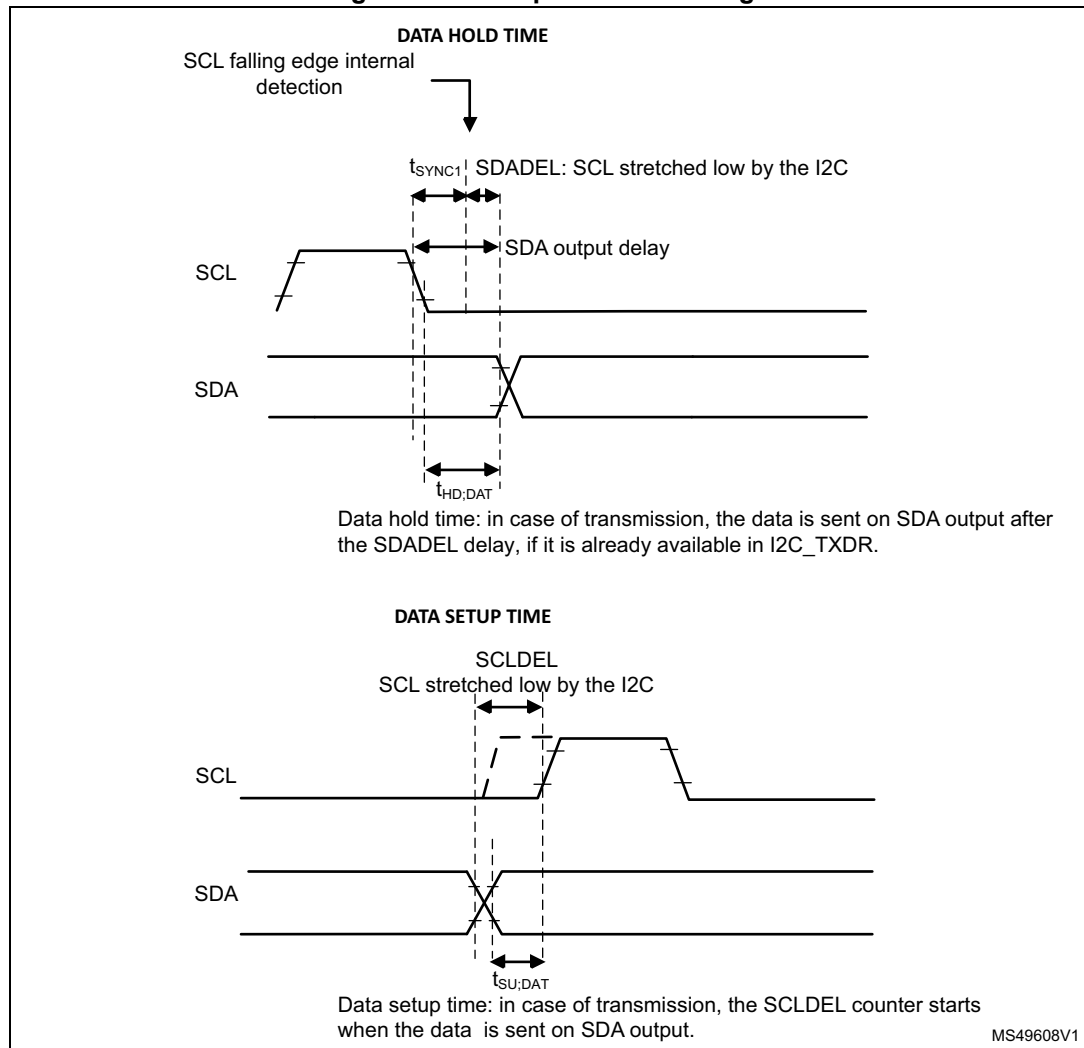 DATA HOLD TIME
SCL falling edge internal
detection
tSYNC1 SDADEL: SCL stretched low by the I2C
SDA output delay
SCL
SDA
tHD;DAT
Data hold time: in case of transmission, the data is sent on SDA output after
the SDADEL delay, if it is already available in I2C_TXDR.
DATA SETUP TIME
SCLDEL
SCL stretched low by the I2C
SCL
SDA
tSU;DAT
Data setup time: in case of transmission, the SCLDEL counter starts
when the data is sent on SDA output.
MS49608V1